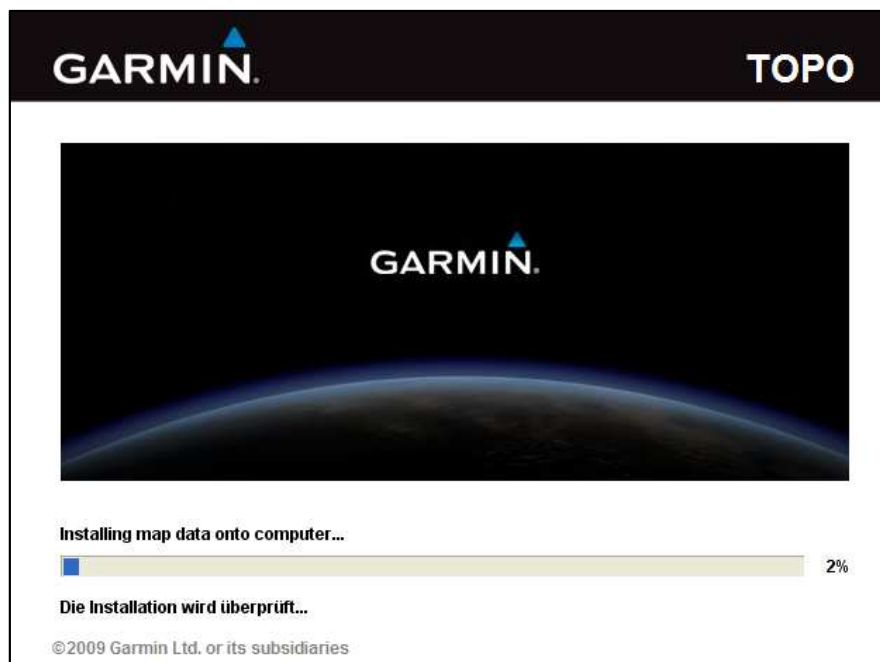 GARMIN.
TOPO
GARMIN.
Installing map data onto computer...
2%
Die Installation wird überprüft...
©2009 Garmin Ltd. or its subsidiaries